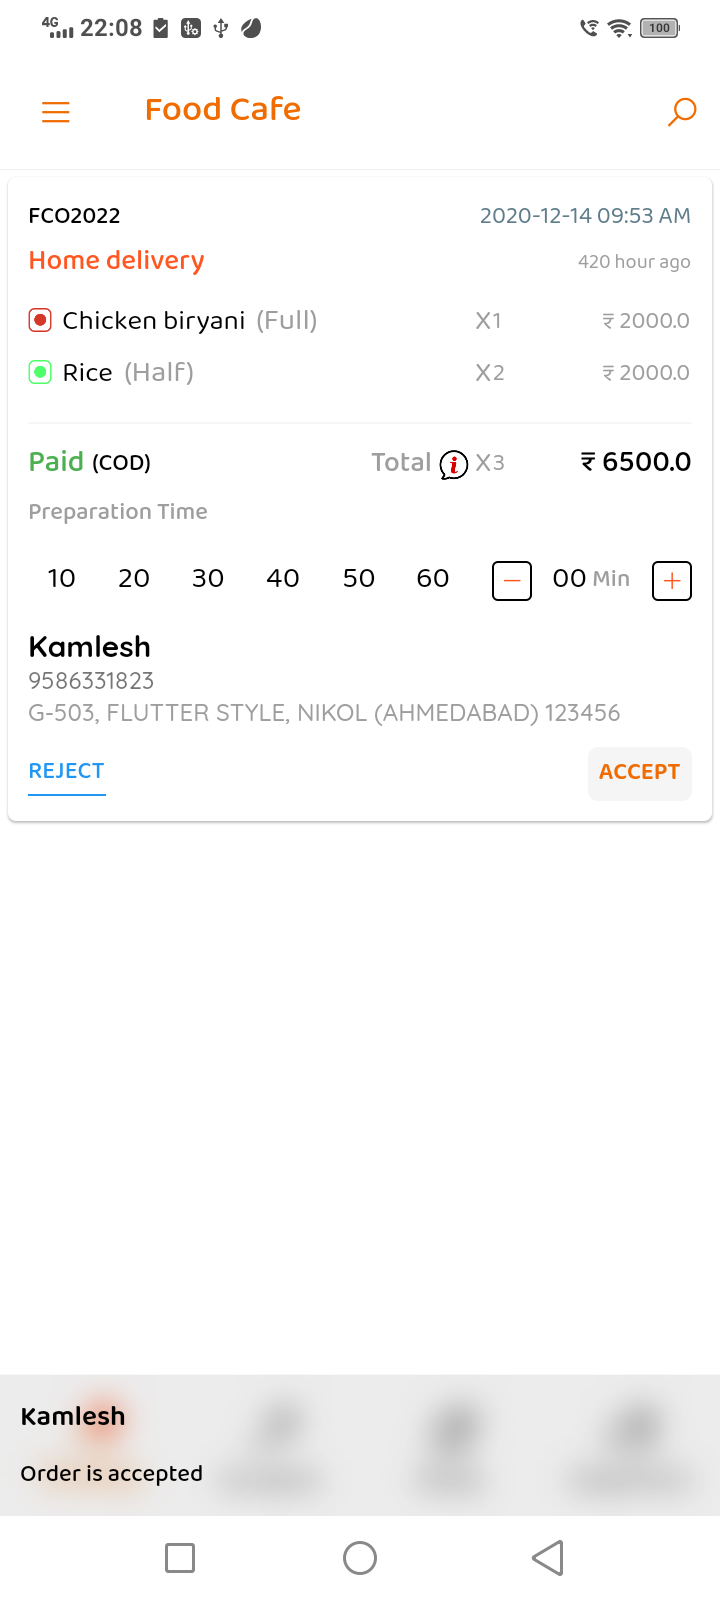 4G 22:08 100
Food Cafe
FCO2022 2020-12-14 09:53 AM
Home delivery 420 hour ago
Chicken biryani (Full) X1 ₹ 2000.0
Rice (Half) X2 ₹ 2000.0
Paid (COD) Total i X3 ₹ 6500.0
Preparation Time
10 20 30 40 50 60 − 00 Min +
Kamlesh
9586331823
G-503, FLUTTER STYLE, NIKOL (AHMEDABAD) 123456
REJECT ACCEPT
Kamlesh
Order is accepted